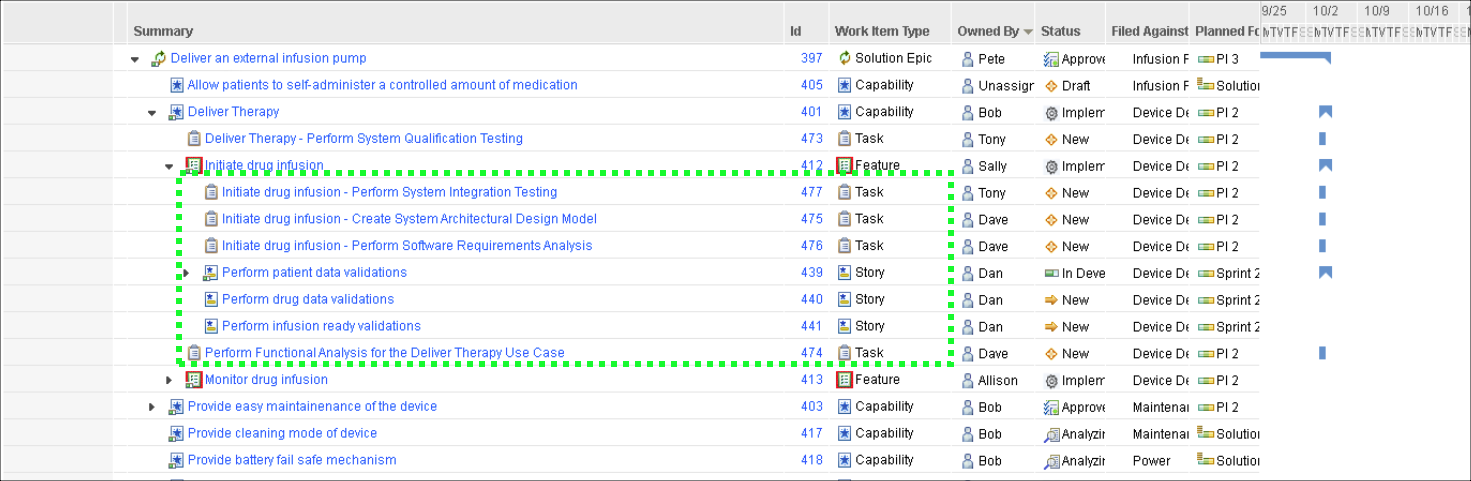 9/25 10/2 10/9 10/16 1
Summary Id Work Item Type Owned By Status Filed Against Planned Fo MTVTFSSMTVTFSSMTVTFSSMTVTFSSM
Deliver an external infusion pump 397 Solution Epic Pete Approve Infusion F PI 3
Allow patients to self-administer a controlled amount of medication 405 Capability Unassign Draft Infusion F Solution
Deliver Therapy 401 Capability Bob Implem Device De PI 2
Deliver Therapy - Perform System Qualification Testing 473 Task Tony New Device De PI 2
Initiate drug infusion 412 Feature Sally Implem Device De PI 2
Initiate drug infusion - Perform System Integration Testing 477 Task Tony New Device De PI 2
Initiate drug infusion - Create System Architectural Design Model 475 Task Dave New Device De PI 2
Initiate drug infusion - Perform Software Requirements Analysis 476 Task Dave New Device De PI 2
Perform patient data validations 439 Story Dan In Deve Device De Sprint 2
Perform drug data validations 440 Story Dan New Device De Sprint 2
Perform infusion ready validations 441 Story Dan New Device De Sprint 2
Perform Functional Analysis for the Deliver Therapy Use Case 474 Task Dave New Device De PI 2
Monitor drug infusion 413 Feature Allison Implem Device De PI 2
Provide easy maintainenance of the device 403 Capability Bob Approve Maintenan PI 2
Provide cleaning mode of device 417 Capability Bob Analyzin Maintenan Solution
Provide battery fail safe mechanism 418 Capability Bob Analyzin Power Solution